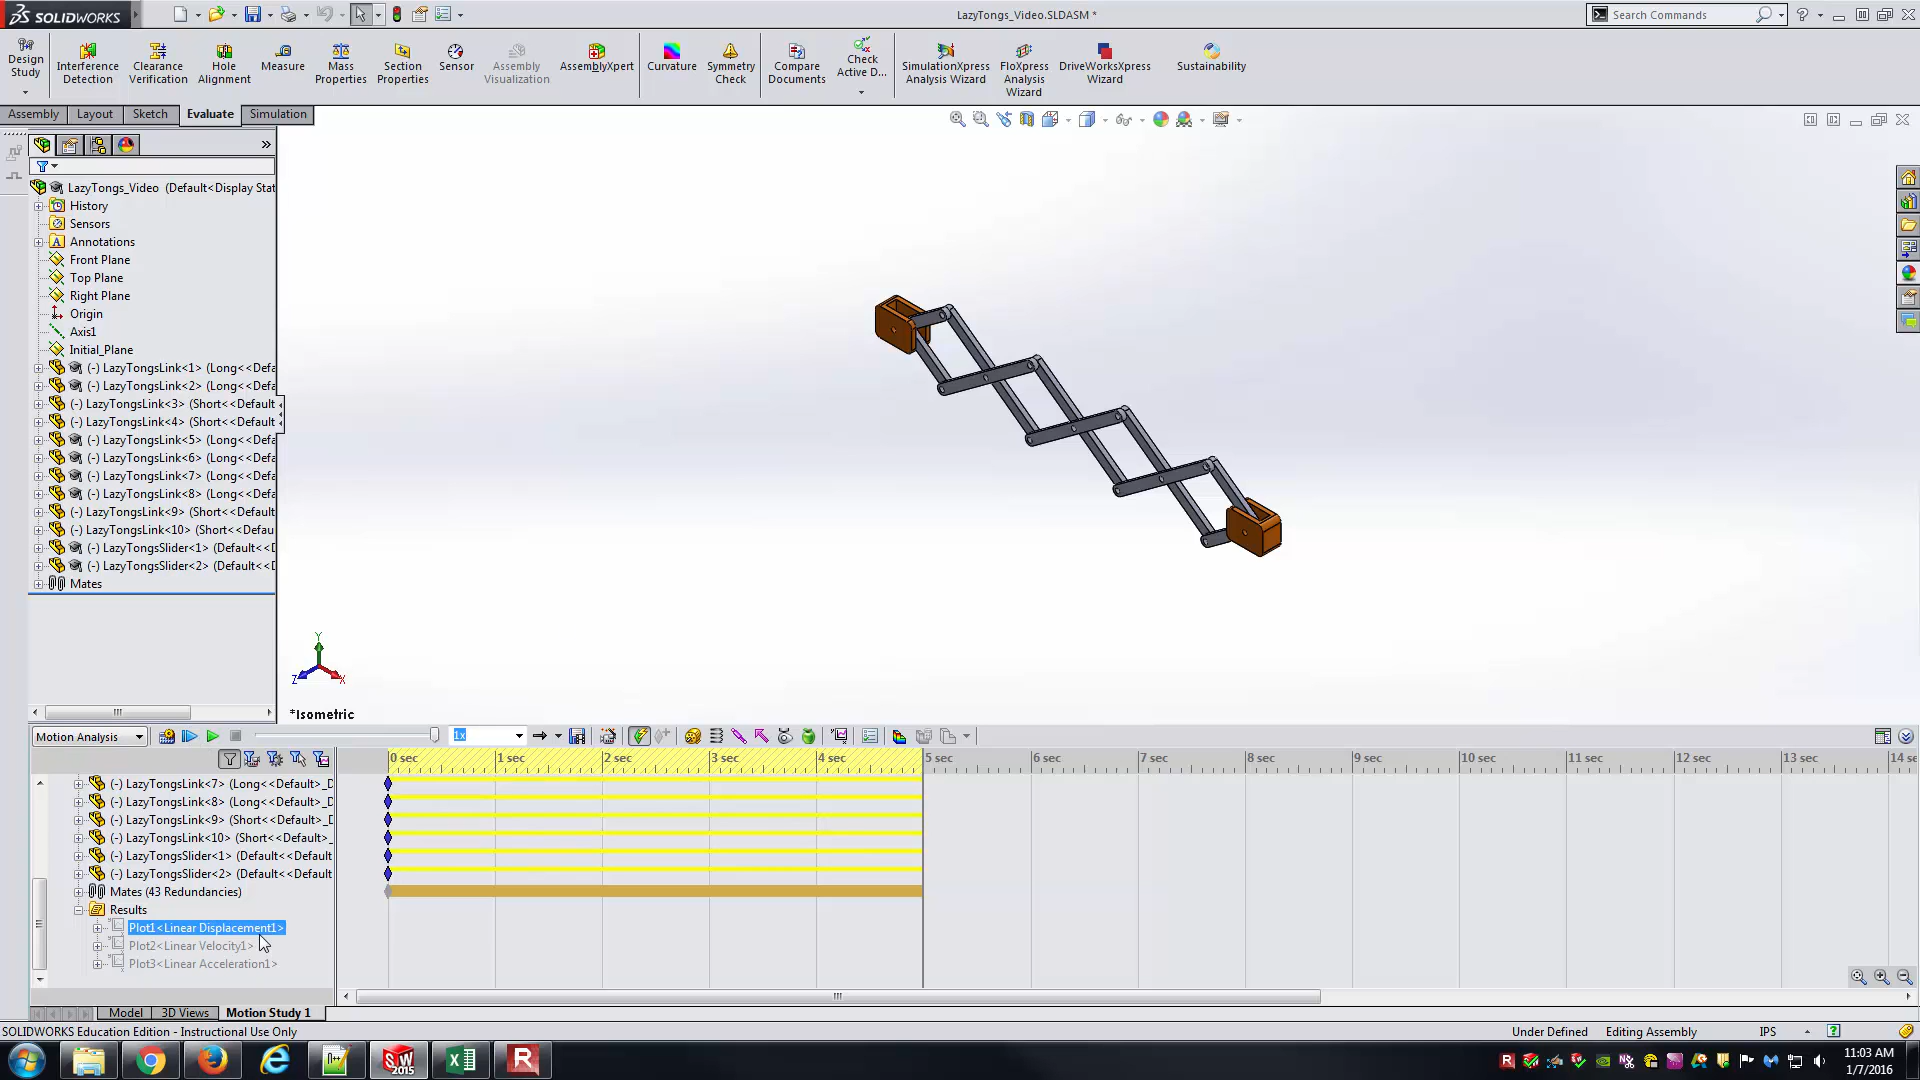 SOLIDWORKS
LazyTongs_Video.SLDASM *
Search Commands
Design Study
Interference Detection
Clearance Verification
Hole Alignment
Measure
Mass Properties
Section Properties
Sensor
Assembly Visualization
AssemblyXpert
Curvature
Symmetry Check
Compare Documents
Check Active D...
SimulationXpress Analysis Wizard
FloXpress Analysis Wizard
DriveWorksXpress Wizard
Sustainability
Assembly
Layout
Sketch
Evaluate
Simulation
LazyTongs_Video (Default<Display Stat
History
Sensors
Annotations
Front Plane
Top Plane
Right Plane
Origin
Axis1
Initial_Plane
(-) LazyTongsLink<1> (Long<<Defa
(-) LazyTongsLink<2> (Long<<Defa
(-) LazyTongsLink<3> (Short<<Default
(-) LazyTongsLink<4> (Short<<Default
(-) LazyTongsLink<5> (Long<<Defa
(-) LazyTongsLink<6> (Long<<Defa
(-) LazyTongsLink<7> (Long<<Defa
(-) LazyTongsLink<8> (Long<<Defa
(-) LazyTongsLink<9> (Short<<Default
(-) LazyTongsLink<10> (Short<<Defau
(-) LazyTongsSlider<1> (Default<<D
(-) LazyTongsSlider<2> (Default<<D
Mates
Y
Z
X
*Isometric
Motion Analysis
1x
0 sec
1 sec
2 sec
3 sec
4 sec
5 sec
6 sec
7 sec
8 sec
9 sec
10 sec
11 sec
12 sec
13 sec
14 se
(-) LazyTongsLink<7> (Long<<Default>_D
(-) LazyTongsLink<8> (Long<<Default>_D
(-) LazyTongsLink<9> (Short<<Default>_D
(-) LazyTongsLink<10> (Short<<Default>_
(-) LazyTongsSlider<1> (Default<<Default
(-) LazyTongsSlider<2> (Default<<Default
Mates (43 Redundancies)
Results
Plot1<Linear Displacement1>
Plot2<Linear Velocity1>
Plot3<Linear Acceleration1>
Model
3D Views
Motion Study 1
SOLIDWORKS Education Edition - Instructional Use Only
Under Defined
Editing Assembly
IPS
SW
2015
R
11:03 AM
1/7/2016